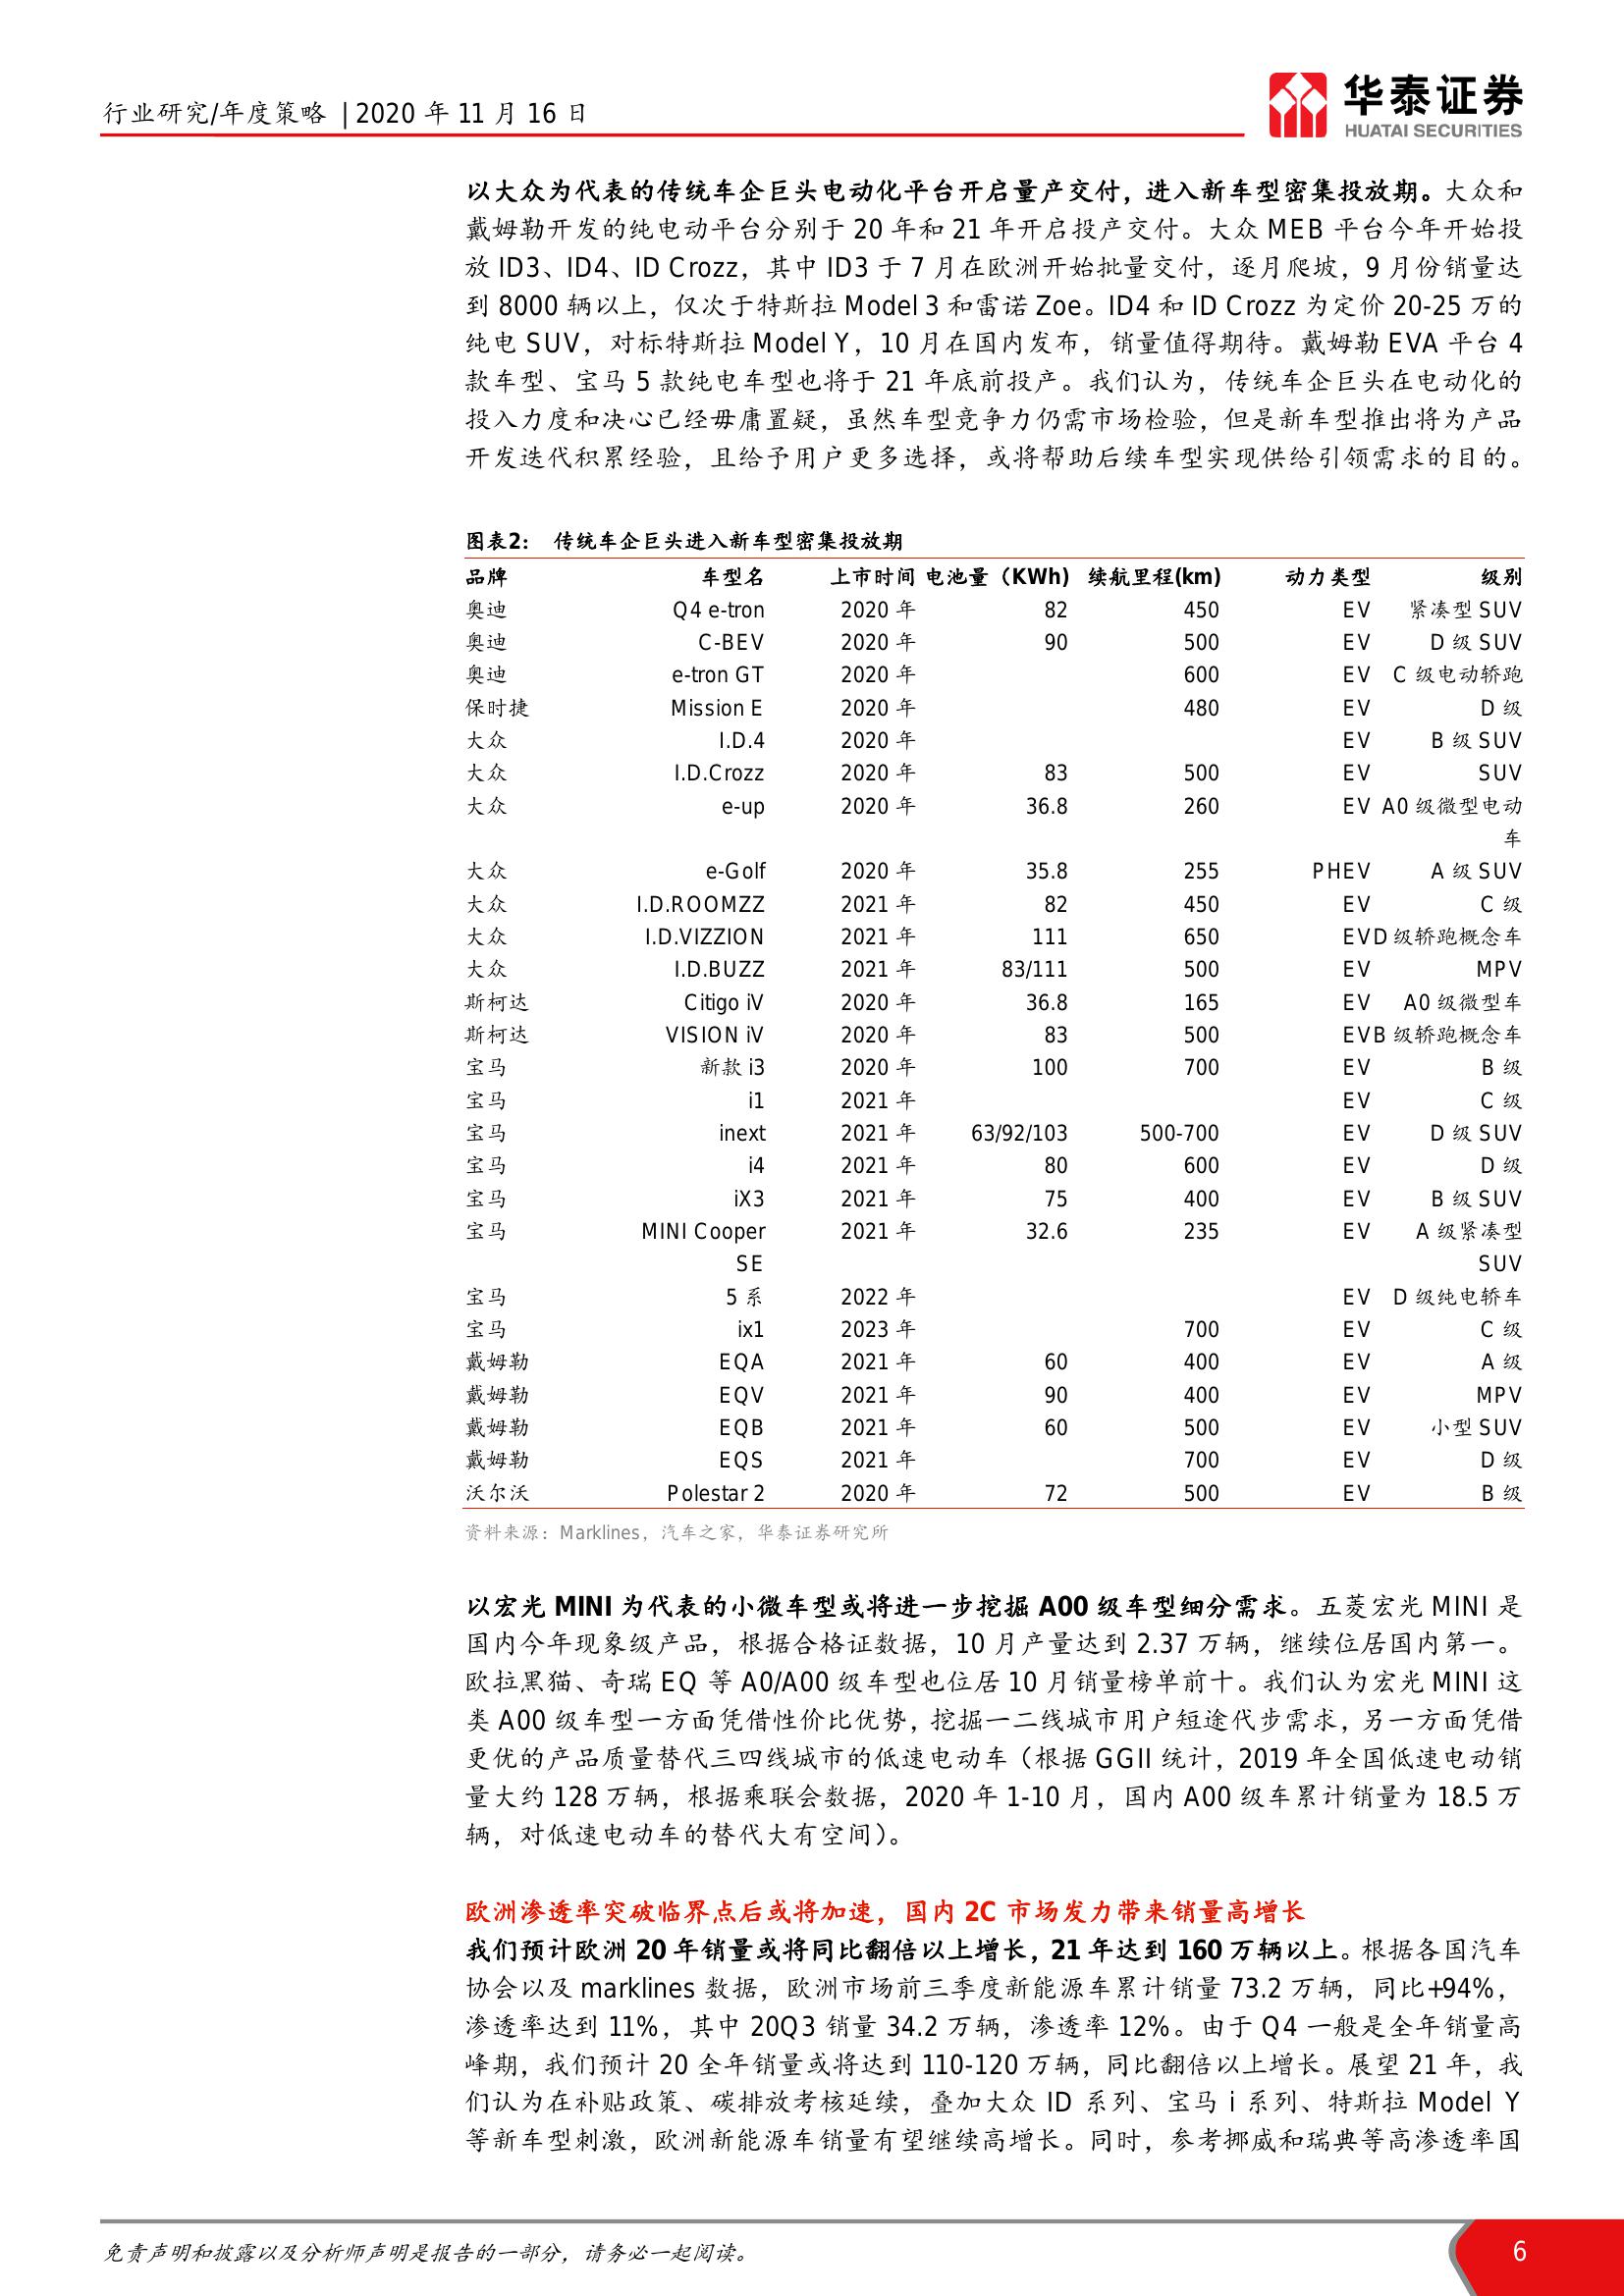 行业研究/年度策略 | 2020 年 11 月 16 日
华泰证券
HUATAI SECURITIES
以大众为代表的传统车企巨头电动化平台开启量产交付，进入新车型密集投放期。大众和
戴姆勒开发的纯电动平台分别于 20 年和 21 年开启投产交付。大众 MEB 平台今年开始投
放 ID3、ID4、ID Crozz，其中 ID3 于 7 月在欧洲开始批量交付，逐月爬坡，9 月份销量达
到 8000 辆以上，仅次于特斯拉 Model 3 和雷诺 Zoe。ID4 和 ID Crozz 为定价 20-25 万的
纯电 SUV，对标特斯拉 Model Y，10 月在国内发布，销量值得期待。戴姆勒 EVA 平台 4
款车型、宝马 5 款纯电车型也将于 21 年底前投产。我们认为，传统车企巨头在电动化的
投入力度和决心已经毋庸置疑，虽然车型竞争力仍需市场检验，但是新车型推出将为产品
开发迭代积累经验，且给予用户更多选择，或将帮助后续车型实现供给引领需求的目的。
图表2： 传统车企巨头进入新车型密集投放期
品牌 车型名 上市时间 电池量（KWh) 续航里程(km) 动力类型 级别
奥迪 Q4 e-tron 2020 年 82 450 EV 紧凑型 SUV
奥迪 C-BEV 2020 年 90 500 EV D 级 SUV
奥迪 e-tron GT 2020 年 600 EV C 级电动轿跑
保时捷 Mission E 2020 年 480 EV D 级
大众 I.D.4 2020 年 EV B 级 SUV
大众 I.D.Crozz 2020 年 83 500 EV SUV
大众 e-up 2020 年 36.8 260 EV A0 级微型电动
车
大众 e-Golf 2020 年 35.8 255 PHEV A 级 SUV
大众 I.D.ROOMZZ 2021 年 82 450 EV C 级
大众 I.D.VIZZION 2021 年 111 650 EV D 级轿跑概念车
大众 I.D.BUZZ 2021 年 83/111 500 EV MPV
斯柯达 Citigo iV 2020 年 36.8 165 EV A0 级微型车
斯柯达 VISION iV 2020 年 83 500 EV B 级轿跑概念车
宝马 新款 i3 2020 年 100 700 EV B 级
宝马 i1 2021 年 EV C 级
宝马 inext 2021 年 63/92/103 500-700 EV D 级 SUV
宝马 i4 2021 年 80 600 EV D 级
宝马 iX3 2021 年 75 400 EV B 级 SUV
宝马 MINI Cooper 2021 年 32.6 235 EV A 级紧凑型
SE SUV
宝马 5 系 2022 年 EV D 级纯电轿车
宝马 ix1 2023 年 700 EV C 级
戴姆勒 EQA 2021 年 60 400 EV A 级
戴姆勒 EQV 2021 年 90 400 EV MPV
戴姆勒 EQB 2021 年 60 500 EV 小型 SUV
戴姆勒 EQS 2021 年 700 EV D 级
沃尔沃 Polestar 2 2020 年 72 500 EV B 级
资料来源：Marklines，汽车之家，华泰证券研究所
以宏光 MINI 为代表的小微车型或将进一步挖掘 A00 级车型细分需求。五菱宏光 MINI 是
国内今年现象级产品，根据合格证数据，10 月产量达到 2.37 万辆，继续位居国内第一。
欧拉黑猫、奇瑞 EQ 等 A0/A00 级车型也位居 10 月销量榜单前十。我们认为宏光 MINI 这
类 A00 级车型一方面凭借性价比优势，挖掘一二线城市用户短途代步需求，另一方面凭借
更优的产品质量替代三四线城市的低速电动车（根据 GGII 统计，2019 年全国低速电动销
量大约 128 万辆，根据乘联会数据，2020 年 1-10 月，国内 A00 级车累计销量为 18.5 万
辆，对低速电动车的替代大有空间）。
欧洲渗透率突破临界点后或将加速，国内 2C 市场发力带来销量高增长
我们预计欧洲 20 年销量或将同比翻倍以上增长，21 年达到 160 万辆以上。根据各国汽车
协会以及 marklines 数据，欧洲市场前三季度新能源车累计销量 73.2 万辆，同比+94%，
渗透率达到 11%，其中 20Q3 销量 34.2 万辆，渗透率 12%。由于 Q4 一般是全年销量高
峰期，我们预计 20 全年销量或将达到 110-120 万辆，同比翻倍以上增长。展望 21 年，我
们认为在补贴政策、碳排放考核延续，叠加大众 ID 系列、宝马 i 系列、特斯拉 Model Y
等新车型刺激，欧洲新能源车销量有望继续高增长。同时，参考挪威和瑞典等高渗透率国
免责声明和披露以及分析师声明是报告的一部分，请务必一起阅读。
6